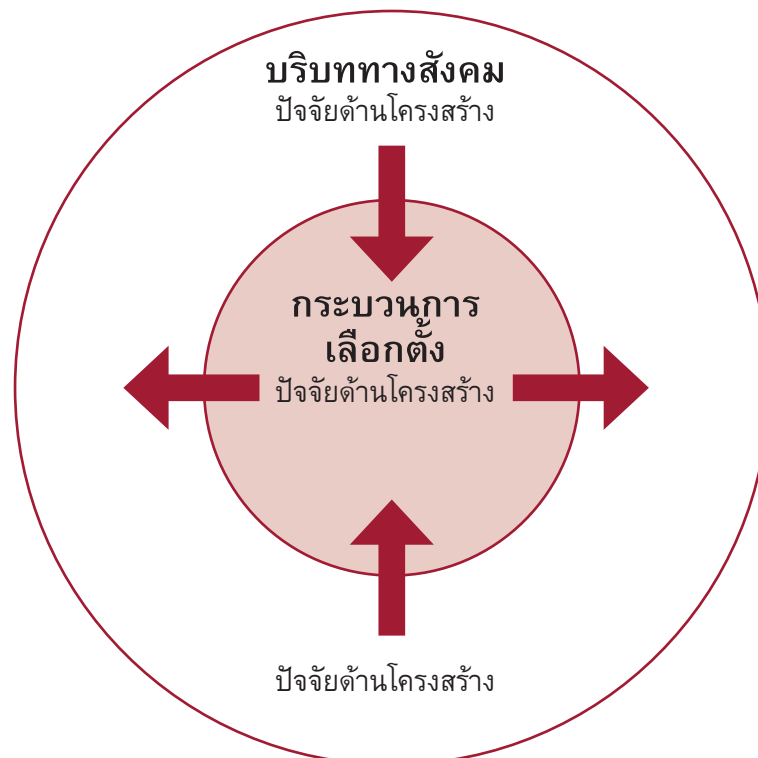 บริบททางสังคม
ปัจจัยด้านโครงสร้าง
กระบวนการ
เลือกตั้ง
ปัจจัยด้านโครงสร้าง
ปัจจัยด้านโครงสร้าง